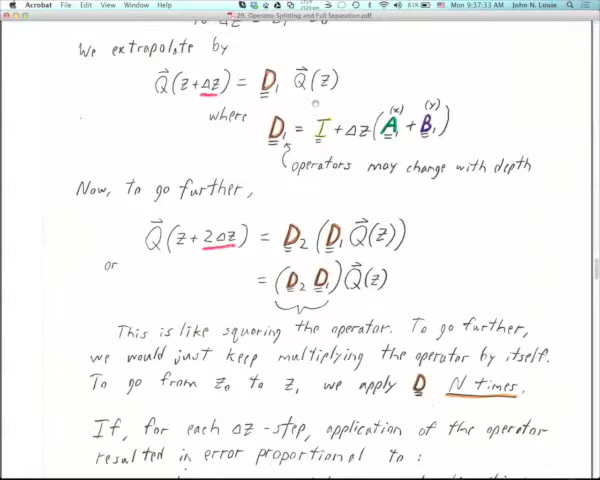 Acrobat File Edit View Window Help
81% Mon 9:37:33 AM John N. Louie
29. Operator Splitting and Full Separation.pdf
We extrapolate by
Q⃗(z+Δz) = D₁ Q⃗(z)
where
(x) (y)
D₁ = I + Δz(A₁ + B₁)
operators may change with depth
Now, to go further,
Q⃗(z+2Δz) = D₂ (D₁ Q⃗(z))
or
= (D₂ D₁)Q⃗(z)
This is like squaring the operator. To go further,
we would just keep multiplying the operator by itself.
To go from z₀ to z, we apply D N times.
If, for each Δz-step, application of the operator
resulted in error proportional to: